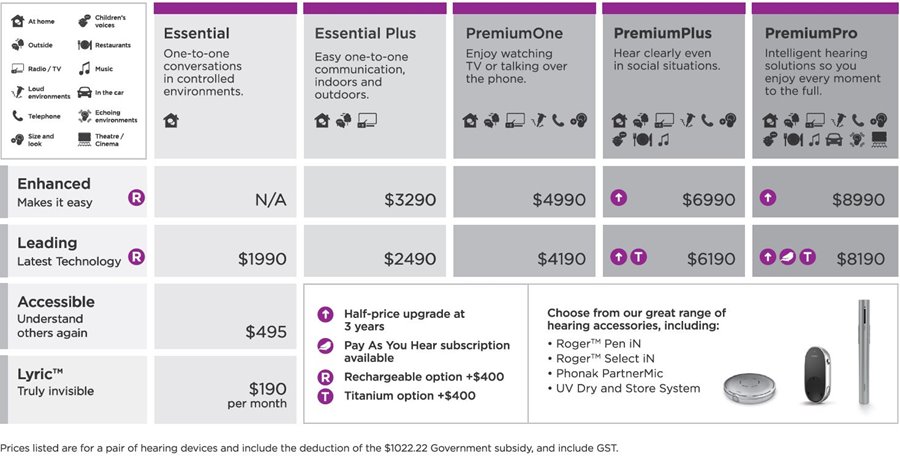 At home
Children's
voices
Outside
Restaurants
Radio / TV
Music
Loud
environments
In the car
Telephone
Echoing
environments
Size and
look
Theatre /
Cinema
Essential
One-to-one
conversations
in controlled
environments.
Essential Plus
Easy one-to-one
communication,
indoors and
outdoors.
PremiumOne
Enjoy watching
TV or talking over
the phone.
PremiumPlus
Hear clearly even
in social situations.
PremiumPro
Intelligent hearing
solutions so you
enjoy every moment
to the full.
Enhanced
Makes it easy
R
N/A
$3290
$4990
$6990
$8990
Leading
Latest Technology
R
$1990
$2490
$4190
T
$6190
T
$8190
Accessible
Understand
others again
$495
Lyric™
Truly invisible
$190
per month
Half-price upgrade at
3 years
Pay As You Hear subscription
available
R Rechargeable option +$400
T Titanium option +$400
Choose from our great range of
hearing accessories, including:
• Roger™ Pen iN
• Roger™ Select iN
• Phonak PartnerMic
• UV Dry and Store System
Prices listed are for a pair of hearing devices and include the deduction of the $1022.22 Government subsidy, and include GST.